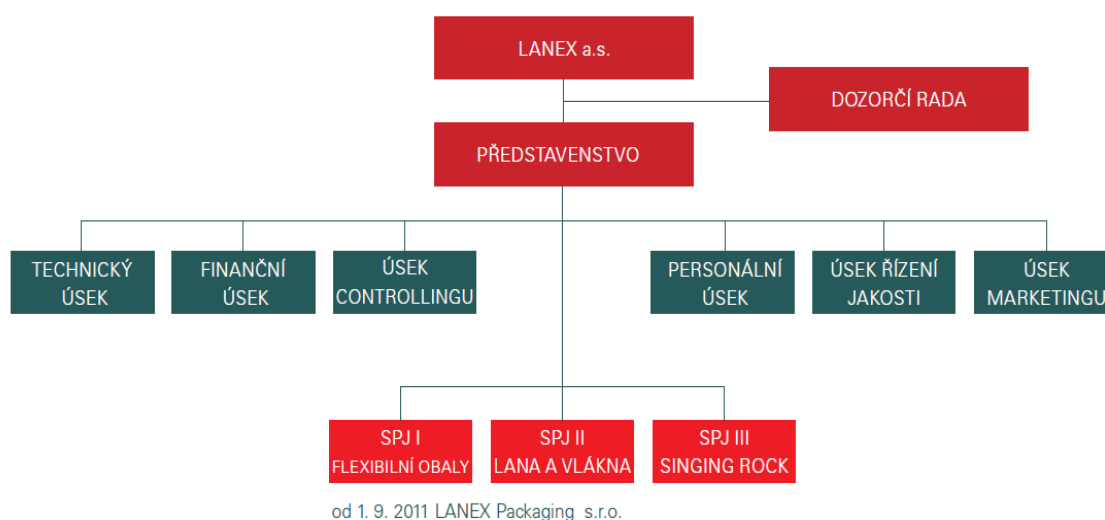 LANEX a.s.
DOZORČÍ RADA
PŘEDSTAVENSTVO
TECHNICKÝ
ÚSEK
FINANČNÍ
ÚSEK
ÚSEK
CONTROLLINGU
PERSONÁLNÍ
ÚSEK
ÚSEK ŘÍZENÍ
JAKOSTI
ÚSEK
MARKETINGU
SPJ I
FLEXIBILNÍ OBALY
SPJ II
LANA A VLÁKNA
SPJ III
SINGING ROCK
od 1. 9. 2011 LANEX Packaging s.r.o.